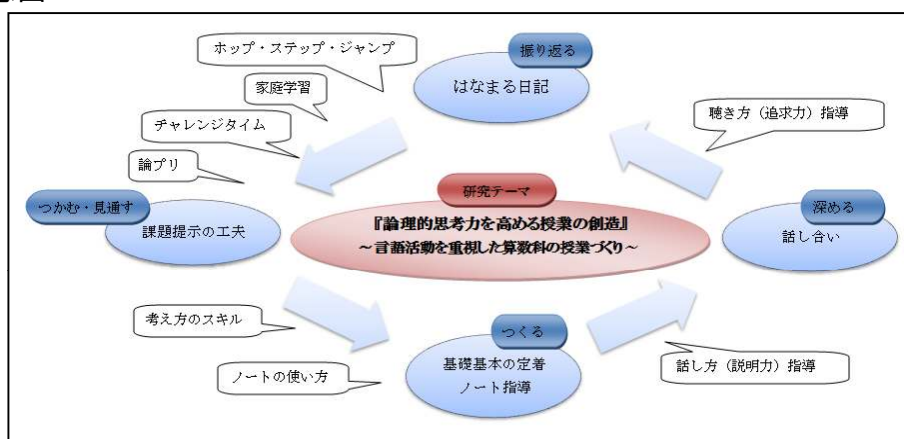 ホップ・ステップ・ジャンプ
振り返る
はなまる日記
家庭学習
チャレンジタイム
論プリ
聴き方（追求力）指導
つかむ・見通す
課題提示の工夫
研究テーマ
『論理的思考力を高める授業の創造』
～言語活動を重視した算数科の授業づくり～
深める
話し合い
考え方のスキル
ノートの使い方
つくる
基礎基本の定着
ノート指導
話し方（説明力）指導